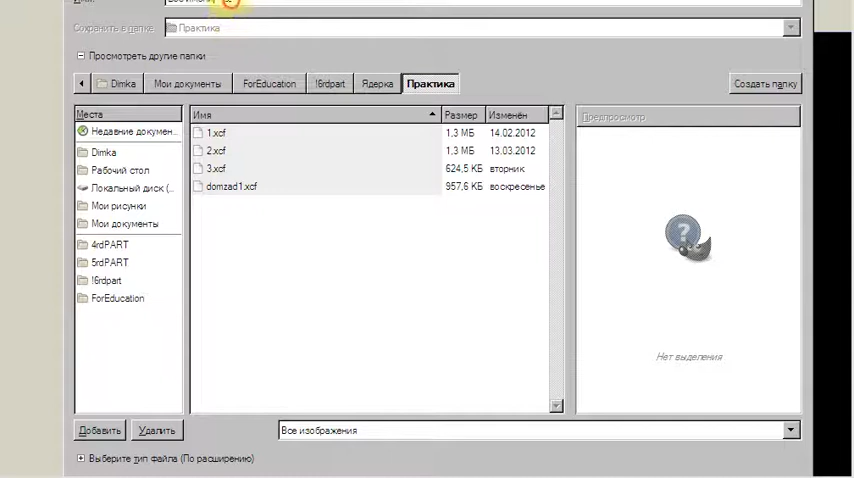 Сохранить в папке: Практика
Просмотреть другие папки
Dimka Мои документы ForEducation !6rdpart Ядерка Практика Создать папку
Места Имя Размер Изменён Предпросмотр
Недавние докумен...
Dimka
Рабочий стол
Локальный диск (...
Мои рисунки
Мои документы
4rdPART
5rdPART
!6rdpart
ForEducation
1.xcf 1,3 МБ 14.02.2012
2.xcf 1,3 МБ 13.03.2012
3.xcf 624,5 КБ вторник
domzad1.xcf 957,6 КБ воскресенье
?
Нет выделения
Добавить Удалить Все изображения
Выберите тип файла (По расширению)